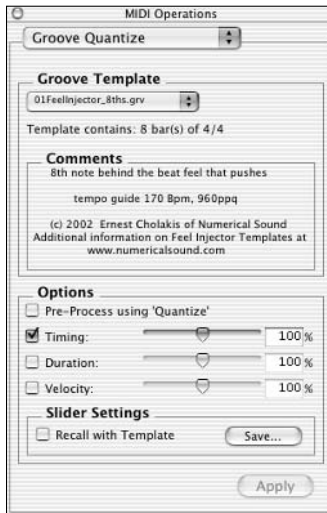 MIDI Operations
Groove Quantize
Groove Template
01FeelInjector_8ths.grv
Template contains: 8 bar(s) of 4/4
Comments
8th note behind the beat feel that pushes
tempo guide 170 Bpm, 960ppq
(c) 2002 Ernest Cholakis of Numerical Sound
Additional information on Feel Injector Templates at
www.numericalsound.com
Options
Pre-Process using 'Quantize'
Timing: 100 %
Duration: 100 %
Velocity: 100 %
Slider Settings
Recall with Template Save...
Apply